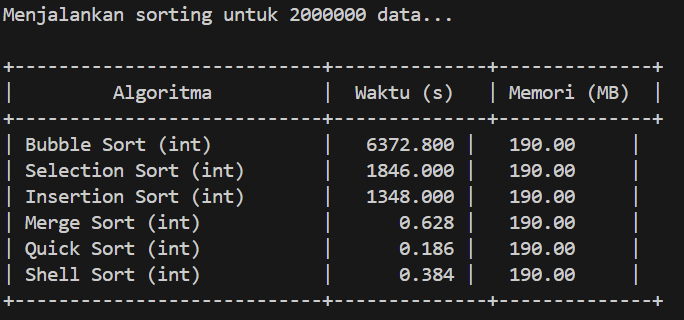 Menjalankan sorting untuk 2000000 data...
+----------------------------+--------------+--------------+
|         Algoritma          |  Waktu (s)   | Memori (MB)  |
+----------------------------+--------------+--------------+
| Bubble Sort (int)          |   6372.800 |   190.00     |
| Selection Sort (int)       |   1846.000 |   190.00     |
| Insertion Sort (int)       |   1348.000 |   190.00     |
| Merge Sort (int)           |      0.628 |   190.00     |
| Quick Sort (int)           |      0.186 |   190.00     |
| Shell Sort (int)           |      0.384 |   190.00     |
+----------------------------+--------------+--------------+